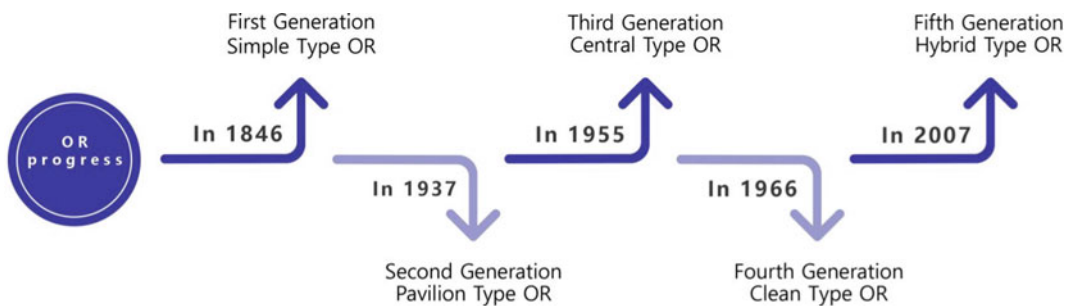 OR
progress
In 1846
First Generation
Simple Type OR
In 1937
Second Generation
Pavilion Type OR
In 1955
Third Generation
Central Type OR
In 1966
Fourth Generation
Clean Type OR
In 2007
Fifth Generation
Hybrid Type OR